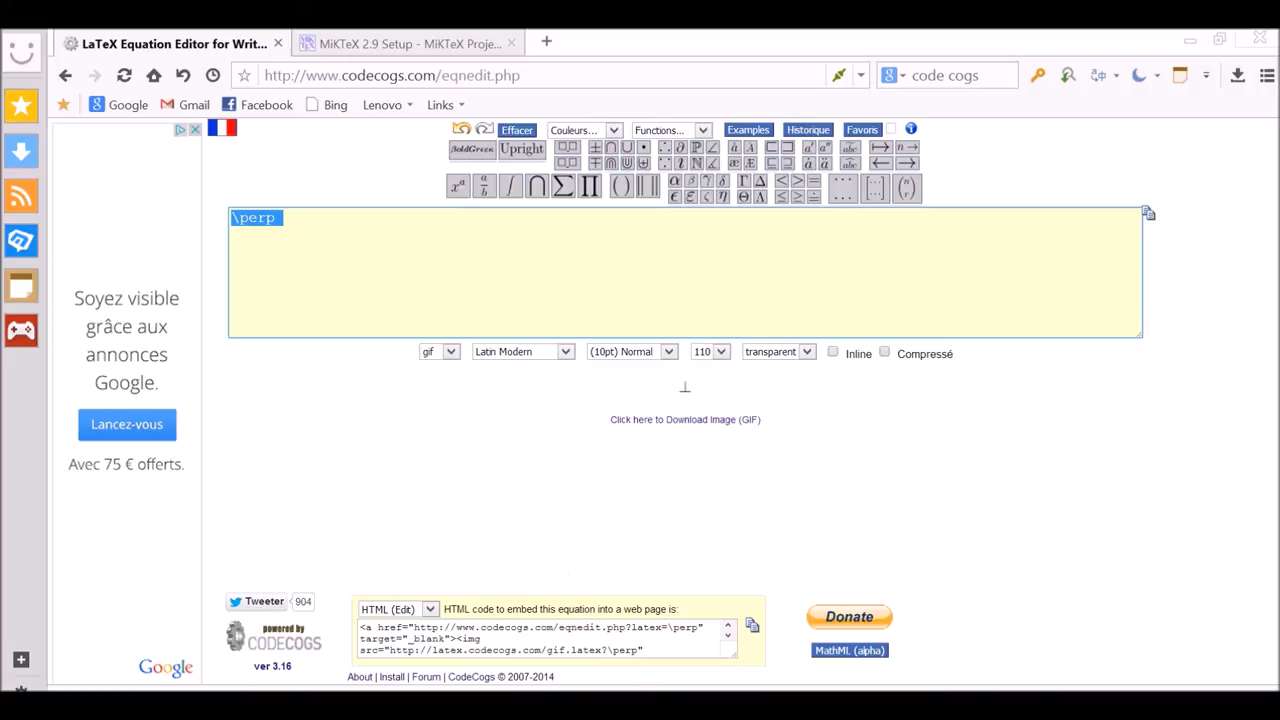 LaTeX Equation Editor for Writ...
MiKTeX 2.9 Setup - MiKTeX Proje...
http://www.codecogs.com/eqnedit.php
code cogs
Google
Gmail
Facebook
Bing
Lenovo
Links
Effacer
Couleurs...
Functions...
Examples
Historique
Favoris
BoldGreek
Upright
\perp
gif
Latin Modern
(10pt) Normal
110
transparent
Inline
Compressé
⊥
Click here to Download Image (GIF)
Soyez visible
grâce aux
annonces
Google.
Lancez-vous
Avec 75 € offerts.
Google
Tweeter
904
powered by
CODECOGS
ver 3.16
HTML (Edit)
HTML code to embed this equation into a web page is:
<a href="http://www.codecogs.com/eqnedit.php?latex=\perp"
target="_blank"><img
src="http://latex.codecogs.com/gif.latex?\perp"
Donate
MathML (alpha)
About | Install | Forum | CodeCogs © 2007-2014